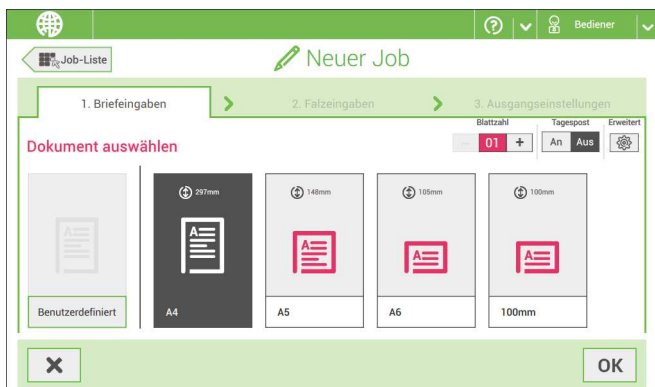 Bediener
Job-Liste
Neuer Job
1. Briefeingaben
2. Falzeingaben
3. Ausgangseinstellungen
Dokument auswählen
Blattzahl
Tagespost
Erweitert
- 01 +
An Aus
297mm
148mm
105mm
100mm
Benutzerdefiniert
A4
A5
A6
100mm
OK